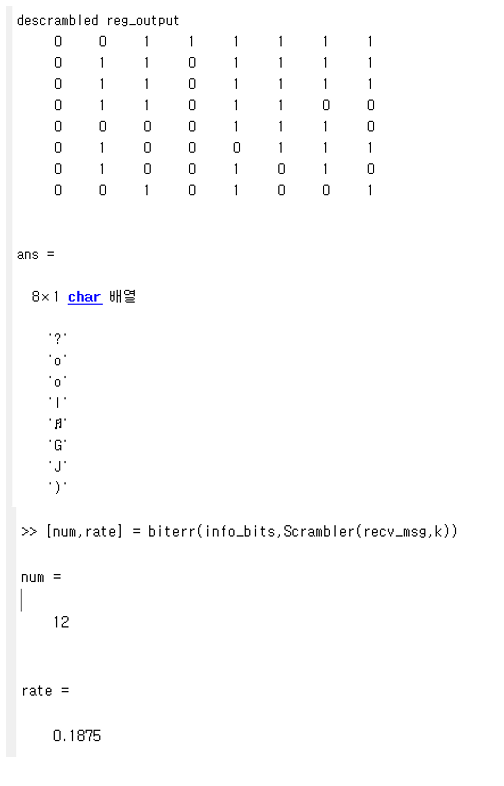 descrambled reg_output
0 0 1 1 1 1 1 1
0 1 1 0 1 1 1 1
0 1 1 0 1 1 1 1
0 1 1 0 1 1 0 0
0 0 0 0 1 1 1 0
0 1 0 0 0 1 1 1
0 1 0 0 1 0 1 0
0 0 1 0 1 0 0 1
ans =
8×1 char 배열
'?'
'o'
'o'
'l'
'♬'
'G'
'J'
')'
>> [num,rate] = biterr(info_bits,Scrambler(recv_msg,k))
num =
12
rate =
0.1875